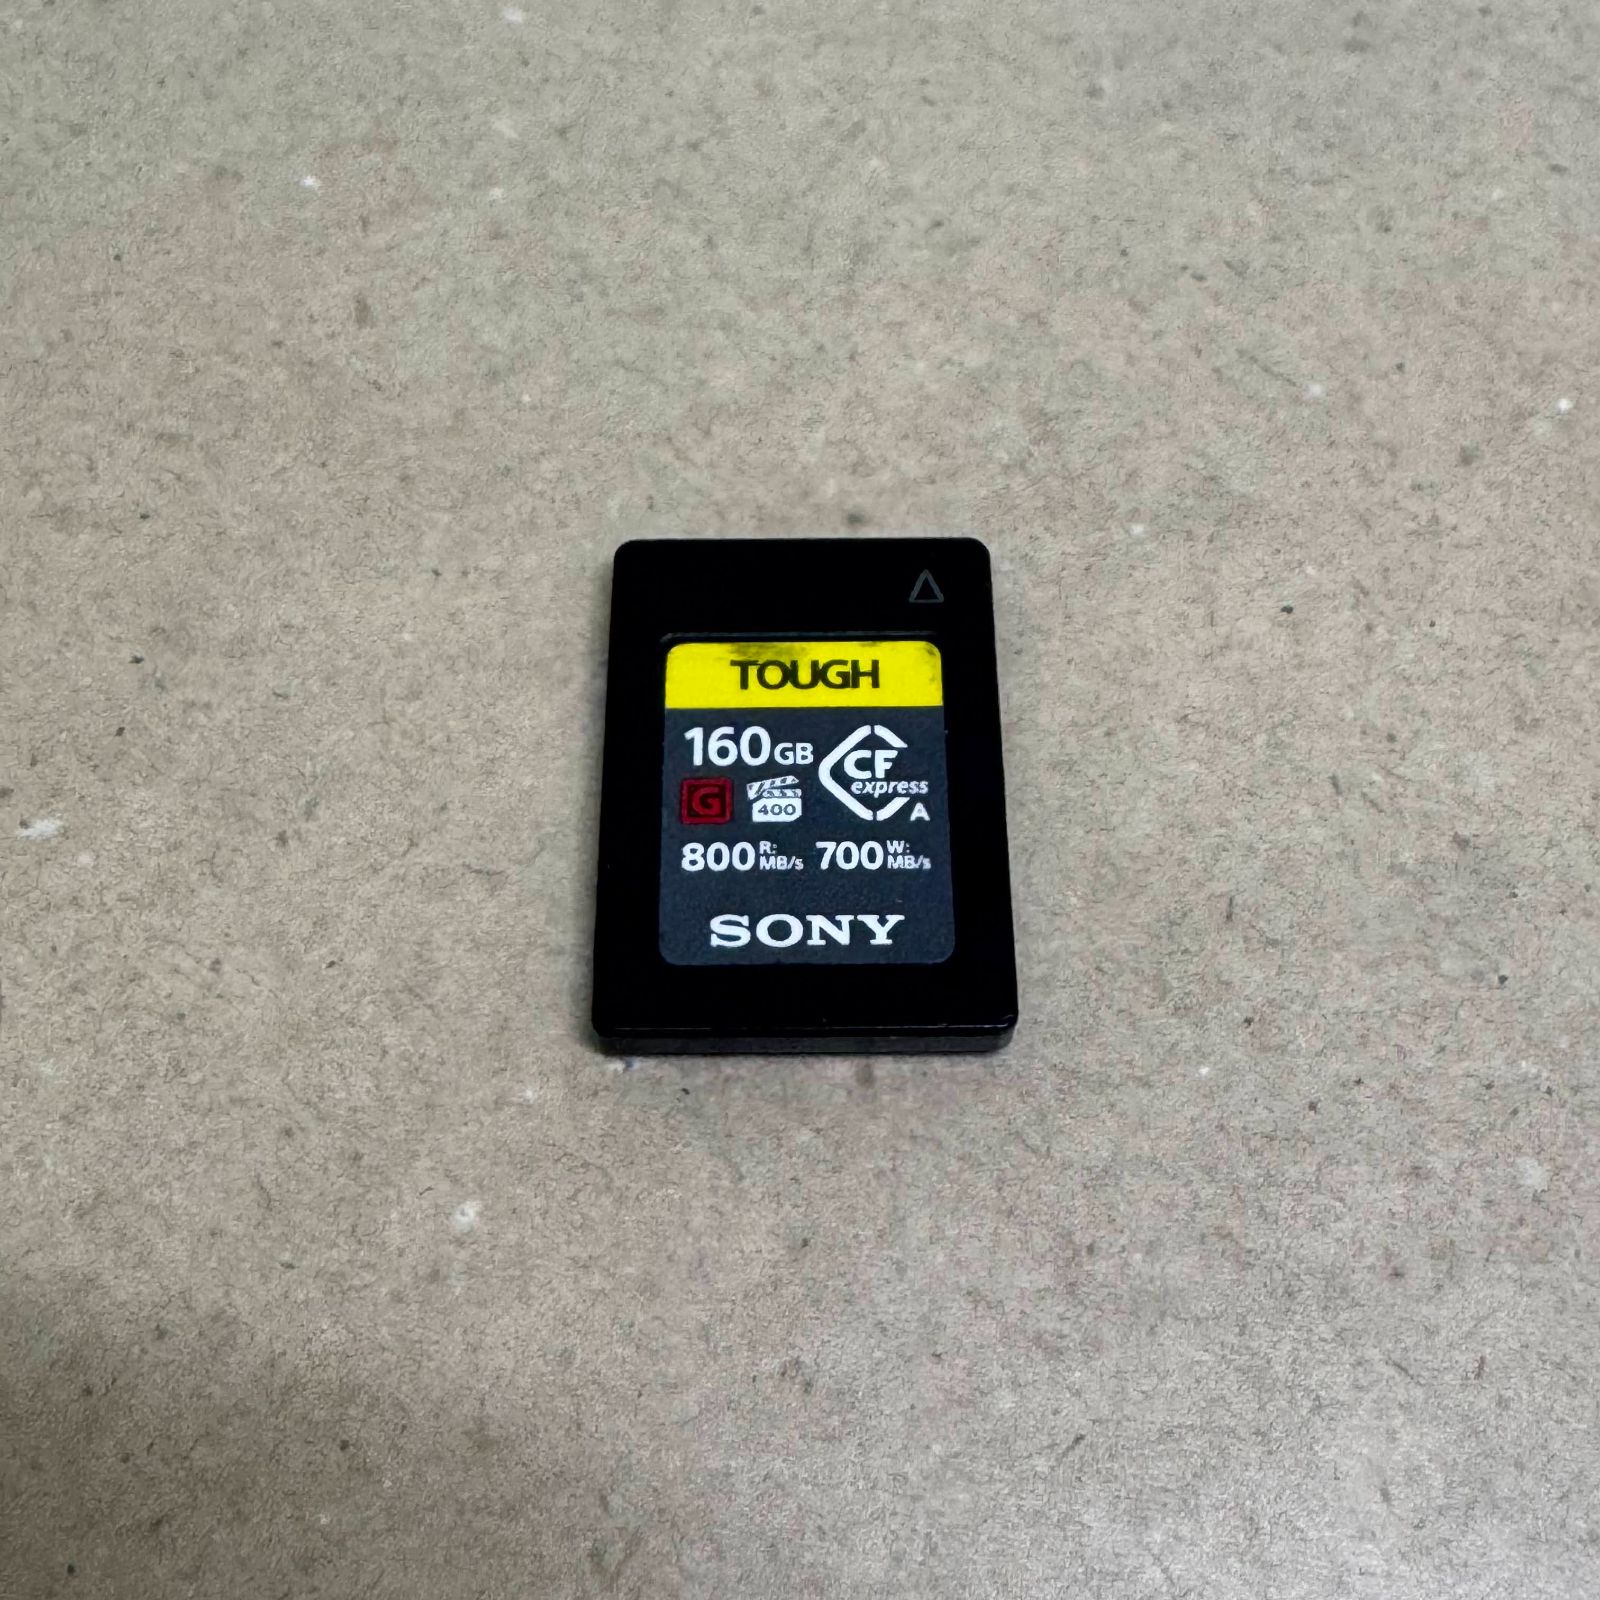 TOUGH
160GB
CF
express
A
G
400
800 R: MB/s 700 W: MB/s
SONY